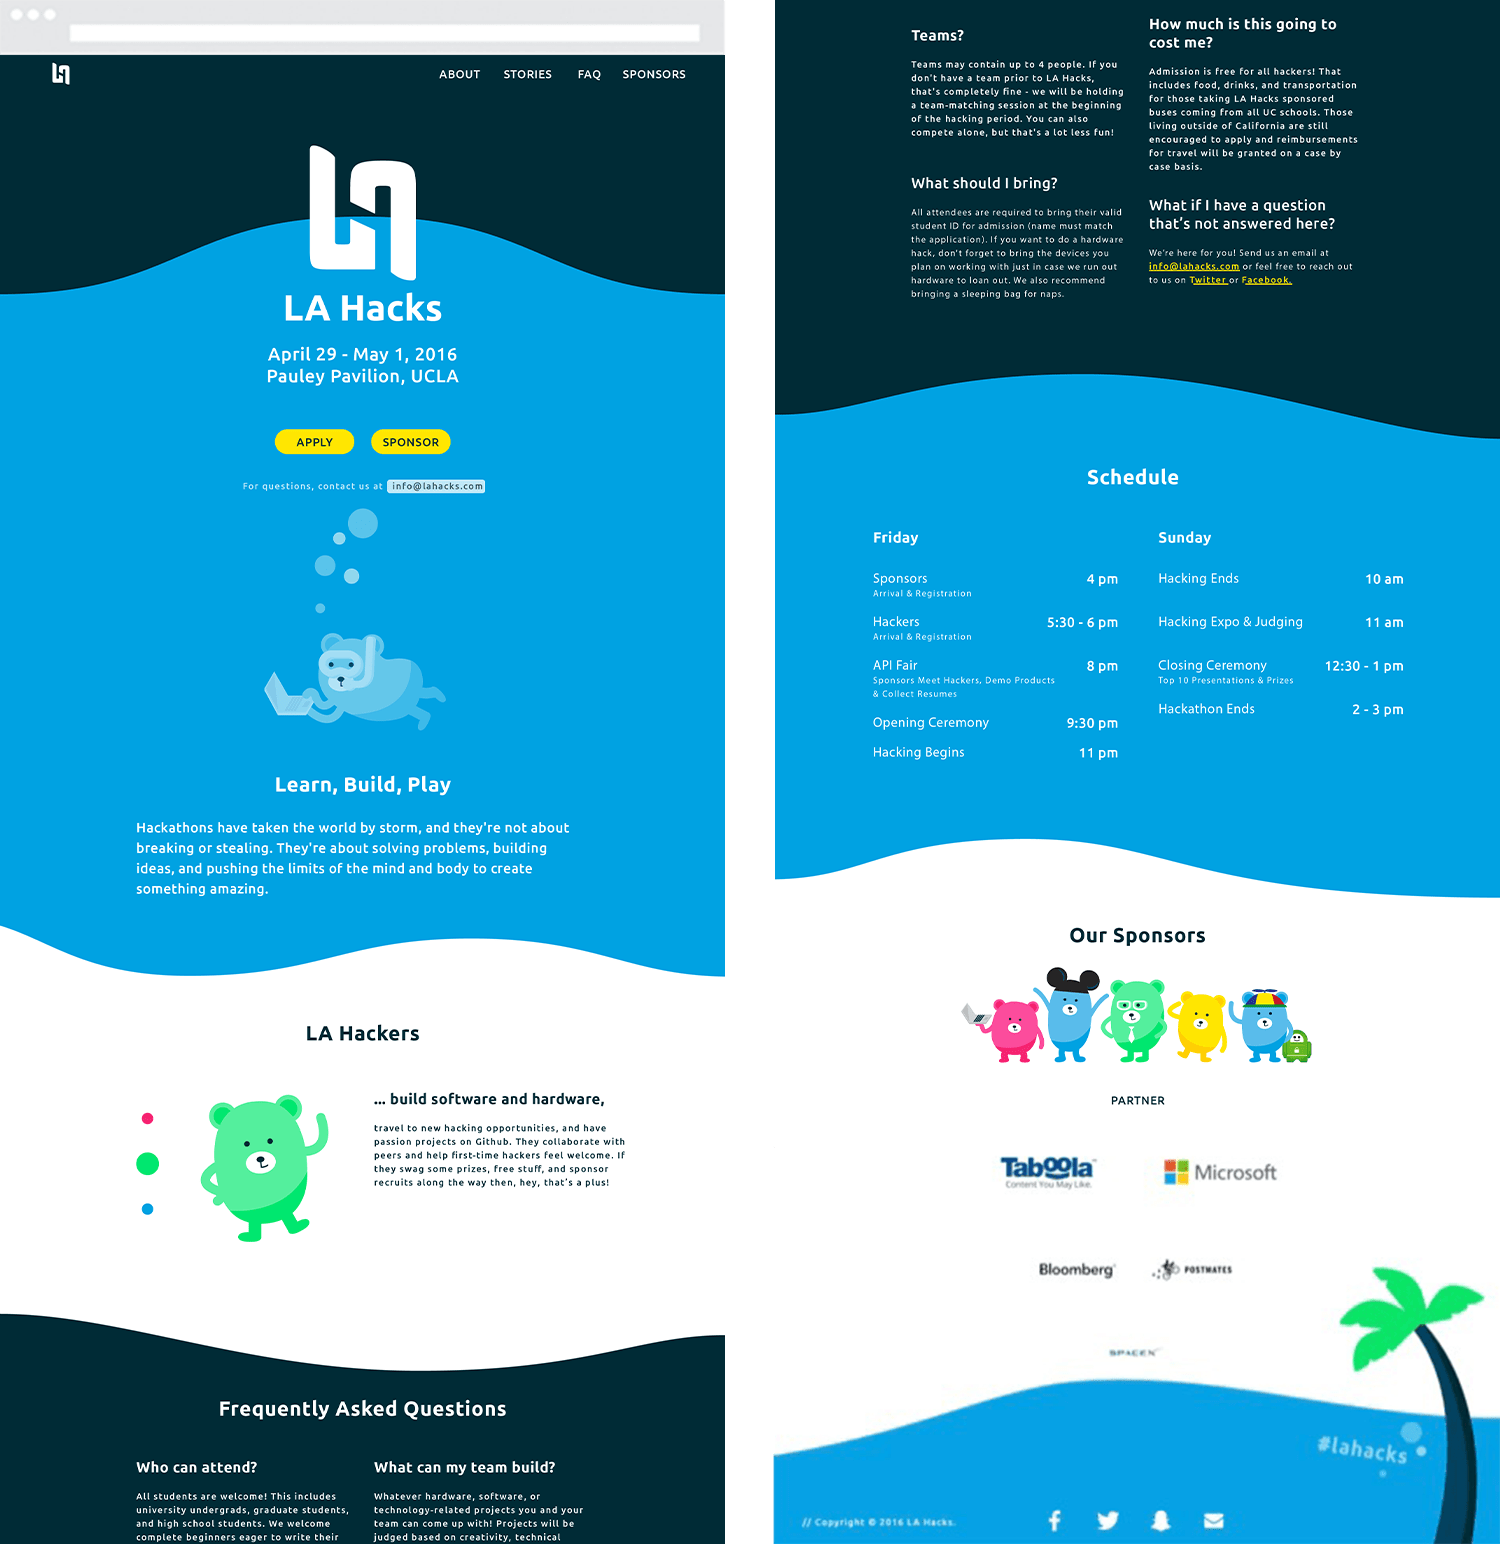 ABOUT STORIES FAQ SPONSORS
LA Hacks
April 29 - May 1, 2016
Pauley Pavilion, UCLA
APPLY SPONSOR
For questions, contact us at info@lahacks.com
Learn, Build, Play
Hackathons have taken the world by storm, and they're not about
breaking or stealing. They're about solving problems, building
ideas, and pushing the limits of the mind and body to create
something amazing.
LA Hackers
... build software and hardware,
travel to new hacking opportunities, and have
passion projects on Github. They collaborate with
peers and help first-time hackers feel welcome. If
they swag some prizes, free stuff, and sponsor
recruits along the way then, hey, that's a plus!
Frequently Asked Questions
Who can attend?
All students are welcome! This includes
university undergrads, graduate students,
and high school students. We welcome
complete beginners eager to write their
What can my team build?
Whatever hardware, software, or
technology-related projects you and your
team can come up with! Projects will be
judged based on creativity, technical
Teams?
Teams may contain up to 4 people. If you
don't have a team prior to LA Hacks,
that's completely fine - we will be holding
a team-matching session at the beginning
of the hacking period. You can also
compete alone, but that's a lot less fun!
What should I bring?
All attendees are required to bring their valid
student ID for admission (name must match
the application). If you want to do a hardware
hack, don't forget to bring the devices you
plan on working with just in case we run out
hardware to loan out. We also recommend
bringing a sleeping bag for naps.
How much is this going to
cost me?
Admission is free for all hackers! That
includes food, drinks, and transportation
for those taking LA Hacks sponsored
buses coming from all UC schools. Those
living outside of California are still
encouraged to apply and reimbursements
for travel will be granted on a case by
case basis.
What if I have a question
that's not answered here?
We're here for you! Send us an email at
info@lahacks.com or feel free to reach out
to us on Twitter or Facebook.
Schedule
Friday
Sponsors 4 pm
Arrival & Registration
Hackers 5:30 - 6 pm
Arrival & Registration
API Fair 8 pm
Sponsors Meet Hackers, Demo Products
& Collect Resumes
Opening Ceremony 9:30 pm
Hacking Begins 11 pm
Sunday
Hacking Ends 10 am
Hacking Expo & Judging 11 am
Closing Ceremony 12:30 - 1 pm
Top 10 Presentations & Prizes
Hackathon Ends 2 - 3 pm
Our Sponsors
PARTNER
Taboola Microsoft
Content You May Like.
Bloomberg POSTMATES
SPACEX
#lahacks
// Copyright © 2016 LA Hacks.